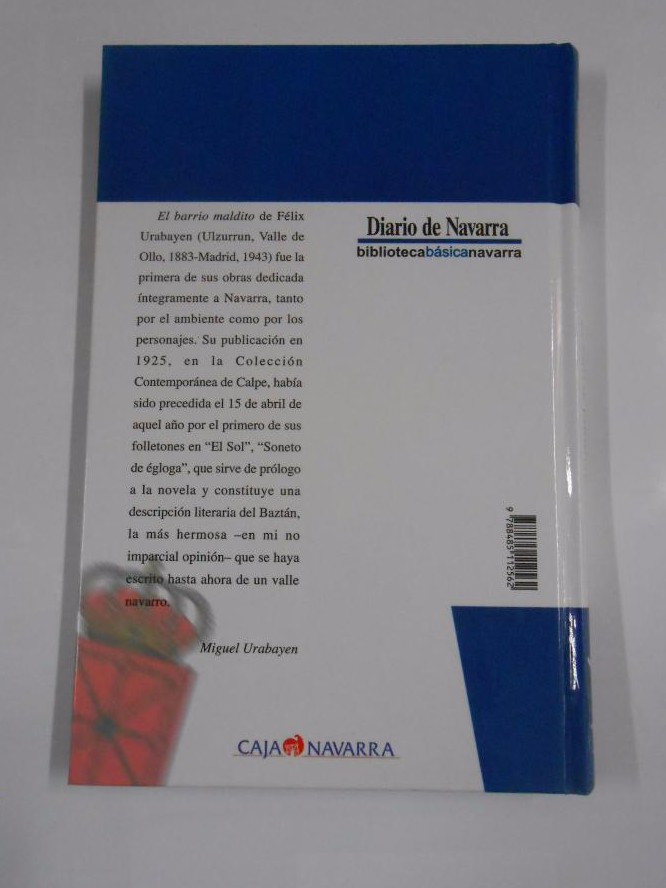 El barrio maldito de Félix
Urabayen (Ulzurrun, Valle de
Ollo, 1883-Madrid, 1943) fue la
primera de sus obras dedicada
íntegramente a Navarra, tanto
por el ambiente como por los
personajes. Su publicación en
1925, en la Colección
Contemporánea de Calpe, había
sido precedida el 15 de abril de
aquel año por el primero de sus
folletones en “El Sol”, “Soneto
de égloga”, que sirve de prólogo
a la novela y constituye una
descripción literaria del Baztán,
la más hermosa –en mi no
imparcial opinión– que se haya
escrito hasta ahora de un valle
navarro.
Miguel Urabayen
Diario de Navarra
bibliotecabásicanavarra
9788485112562
CAJA NAVARRA